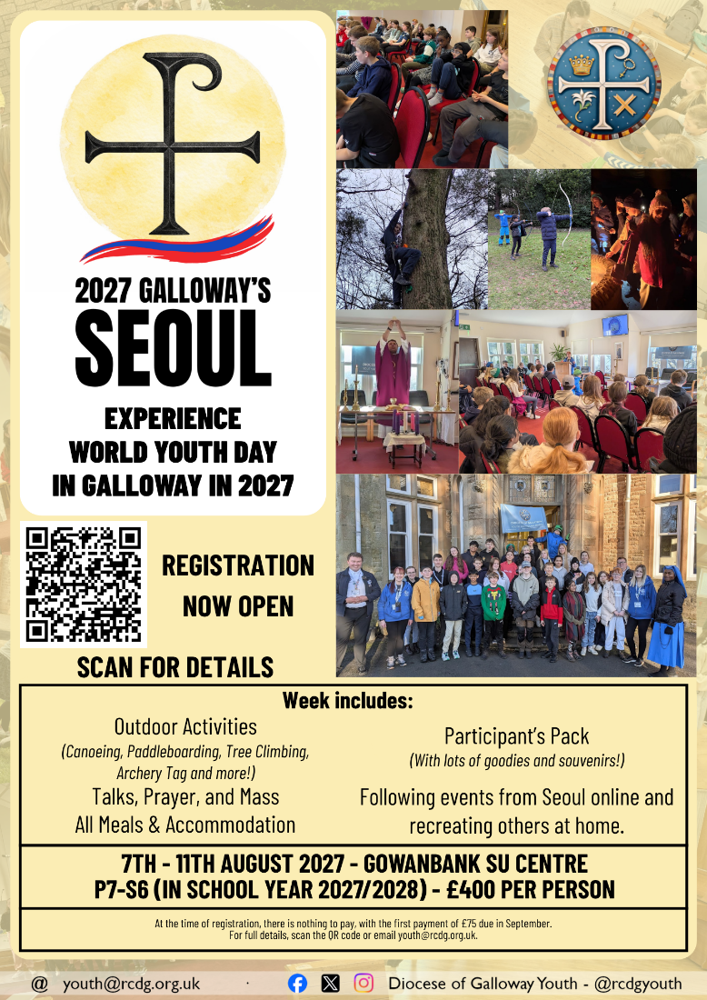 2027 GALLOWAY'S
SEOUL
EXPERIENCE
WORLD YOUTH DAY
IN GALLOWAY IN 2027
REGISTRATION
NOW OPEN
SCAN FOR DETAILS
Week includes:
Outdoor Activities
(Canoeing, Paddleboarding, Tree Climbing,
Archery Tag and more!)
Talks, Prayer, and Mass
All Meals & Accommodation
Participant's Pack
(With lots of goodies and souvenirs!)
Following events from Seoul online and
recreating others at home.
7TH - 11TH AUGUST 2027 - GOWANBANK SU CENTRE
P7-S6 (IN SCHOOL YEAR 2027/2028) - £400 PER PERSON
At the time of registration, there is nothing to pay, with the first payment of £75 due in September.
For full details, scan the QR code or email youth@rcdg.org.uk.
@ youth@rcdg.org.uk · Diocese of Galloway Youth - @rcdgyouth